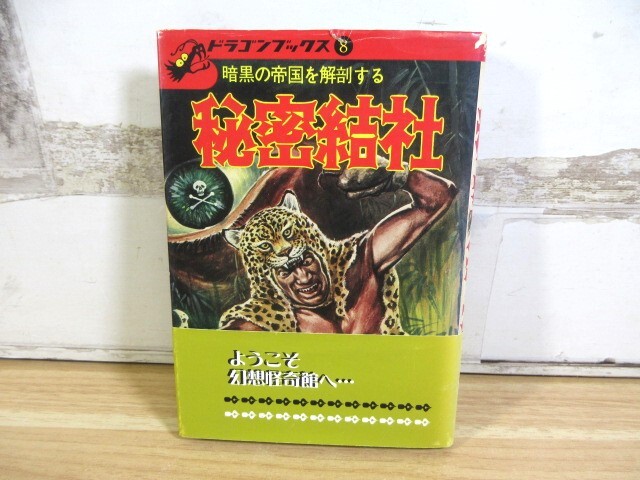 ドラゴンブックス 8
暗黒の帝国を解剖する
秘密結社
ようこそ
幻想怪奇館へ…